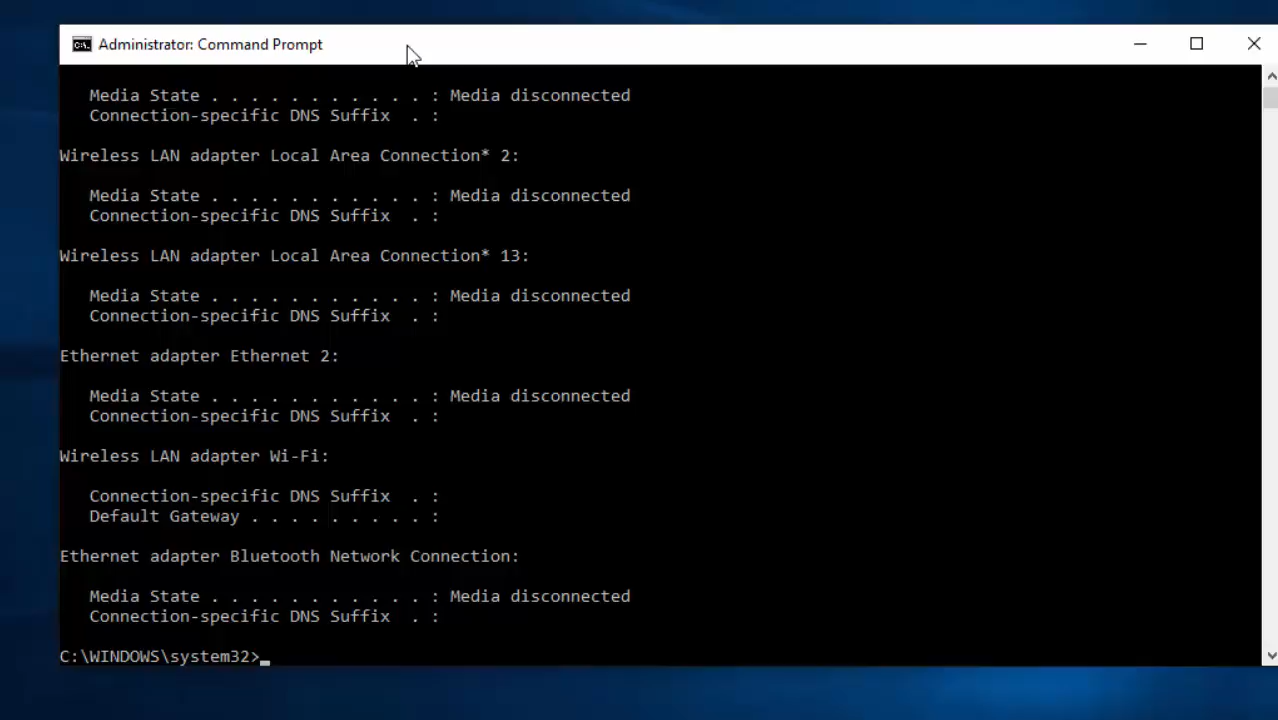 Administrator: Command Prompt
Media State . . . . . . . . . . . : Media disconnected
Connection-specific DNS Suffix  . :
Wireless LAN adapter Local Area Connection* 2:
Media State . . . . . . . . . . . : Media disconnected
Connection-specific DNS Suffix  . :
Wireless LAN adapter Local Area Connection* 13:
Media State . . . . . . . . . . . : Media disconnected
Connection-specific DNS Suffix  . :
Ethernet adapter Ethernet 2:
Media State . . . . . . . . . . . : Media disconnected
Connection-specific DNS Suffix  . :
Wireless LAN adapter Wi-Fi:
Connection-specific DNS Suffix  . :
Default Gateway . . . . . . . . . :
Ethernet adapter Bluetooth Network Connection:
Media State . . . . . . . . . . . : Media disconnected
Connection-specific DNS Suffix  . :
C:\WINDOWS\system32>